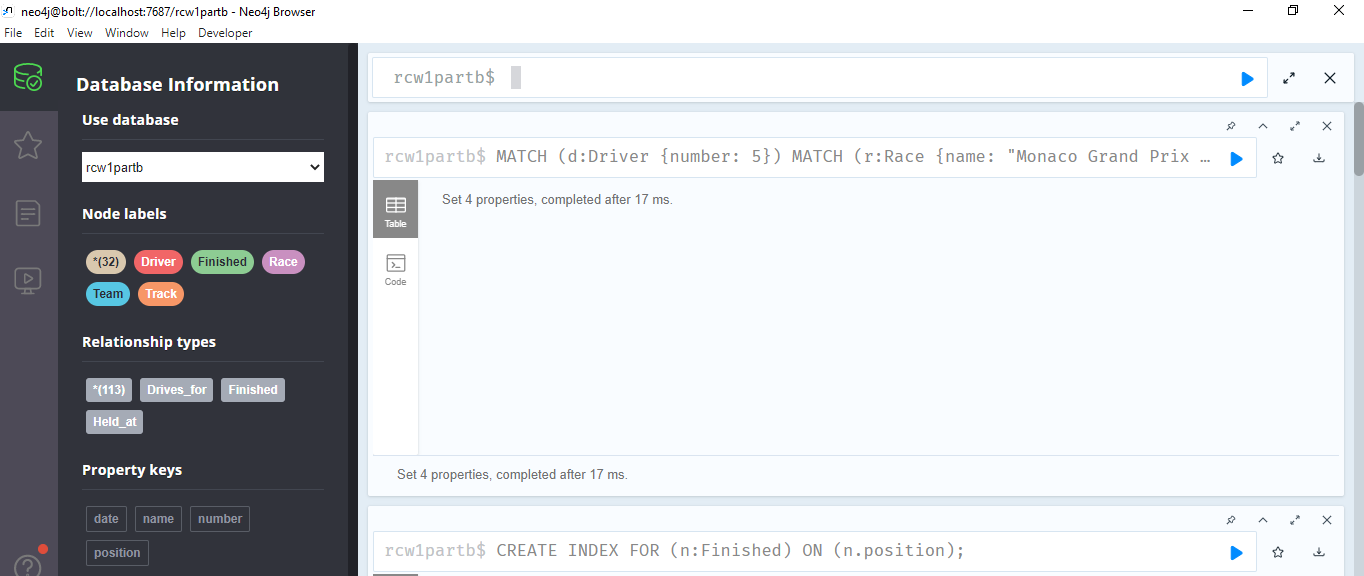 neo4j@bolt://localhost:7687/rcw1partb - Neo4j Browser
File Edit View Window Help Developer
Database Information
Use database
rcw1partb
Node labels
*(32) Driver Finished Race
Team Track
Relationship types
*(113) Drives_for Finished
Held_at
Property keys
date name number
position
rcw1partb$
rcw1partb$ MATCH (d:Driver {number: 5}) MATCH (r:Race {name: "Monaco Grand Prix …
Table
Code
Set 4 properties, completed after 17 ms.
Set 4 properties, completed after 17 ms.
rcw1partb$ CREATE INDEX FOR (n:Finished) ON (n.position);